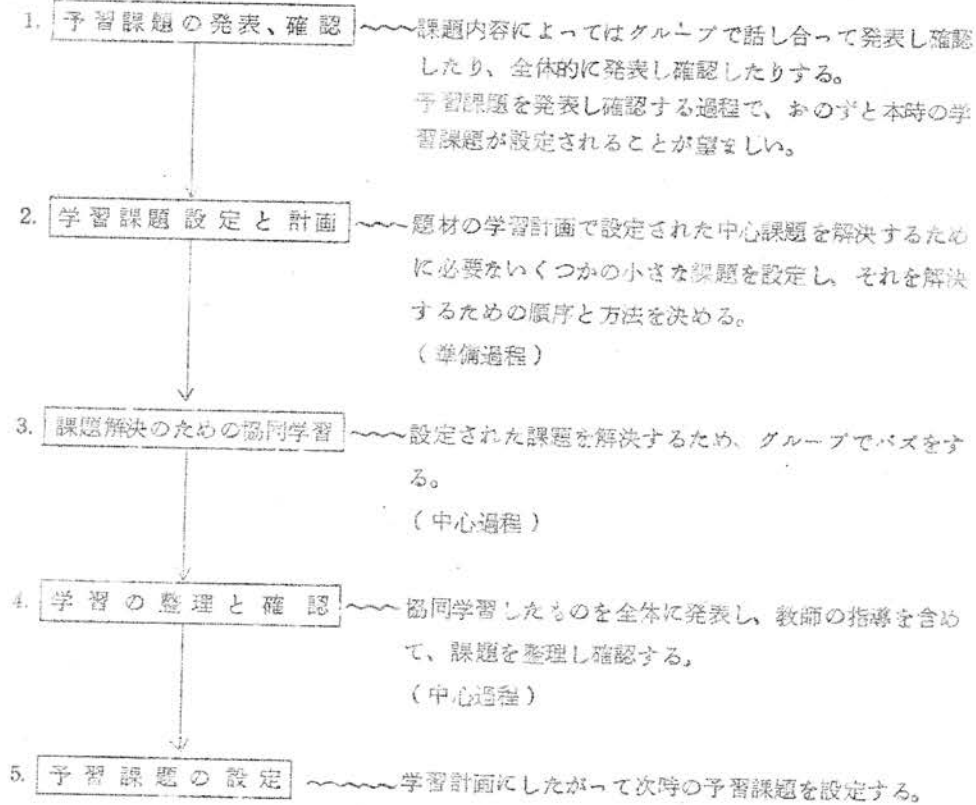 1. 予習課題の発表、確認 課題内容によってはグループで話し合って発表し確認
したり、全体的に発表し確認したりする。
予習課題を発表し確認する過程で、おのずと本時の学
習課題が設定されることが望ましい。
2. 学習課題設定と計画 題材の学習計画で設定された中心課題を解決するため
に必要ないくつかの小さな課題を設定し、それを解決
するための順序と方法を決める。
(準備過程)
3. 課題解決のための協同学習 設定された課題を解決するため、グループでバズをす
る。
(中心過程)
4. 学習の整理と確認 協同学習したものを全体に発表し、教師の指導を含め
て、課題を整理し確認する。
(中心過程)
5. 予習課題の設定 学習計画にしたがって次時の予習課題を設定する。